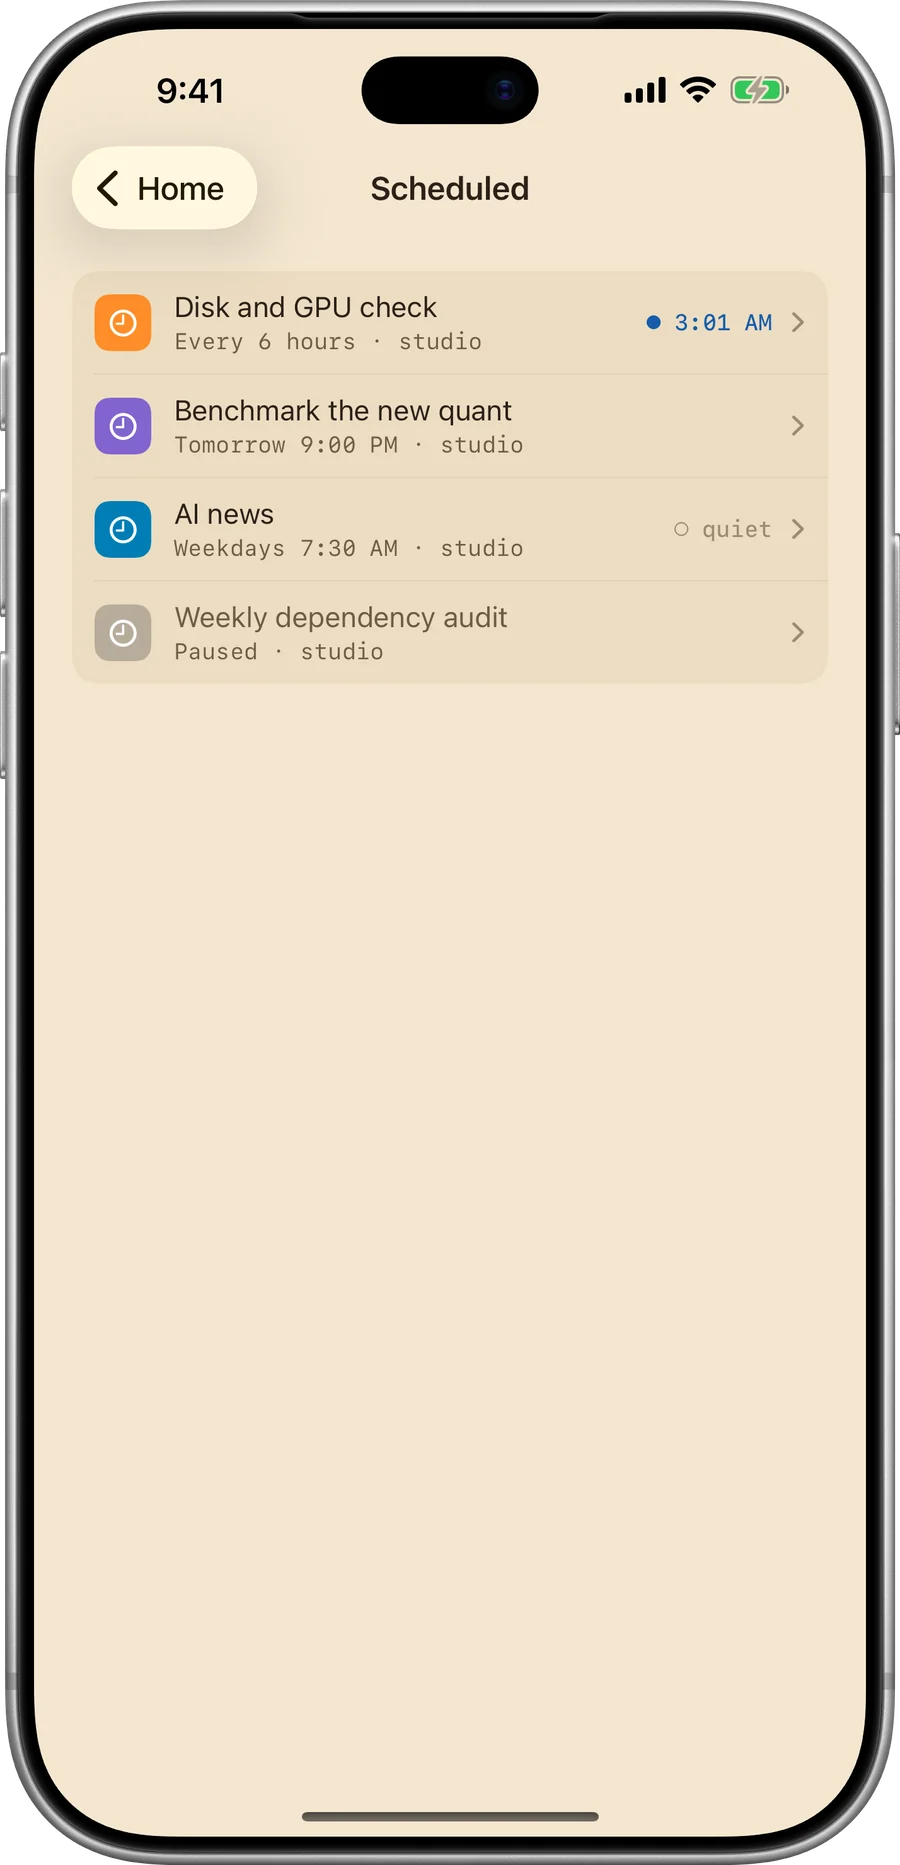 9:41
Home
Scheduled
Disk and GPU check
Every 6 hours · studio
3:01 AM
Benchmark the new quant
Tomorrow 9:00 PM · studio
AI news
Weekdays 7:30 AM · studio
quiet
Weekly dependency audit
Paused · studio